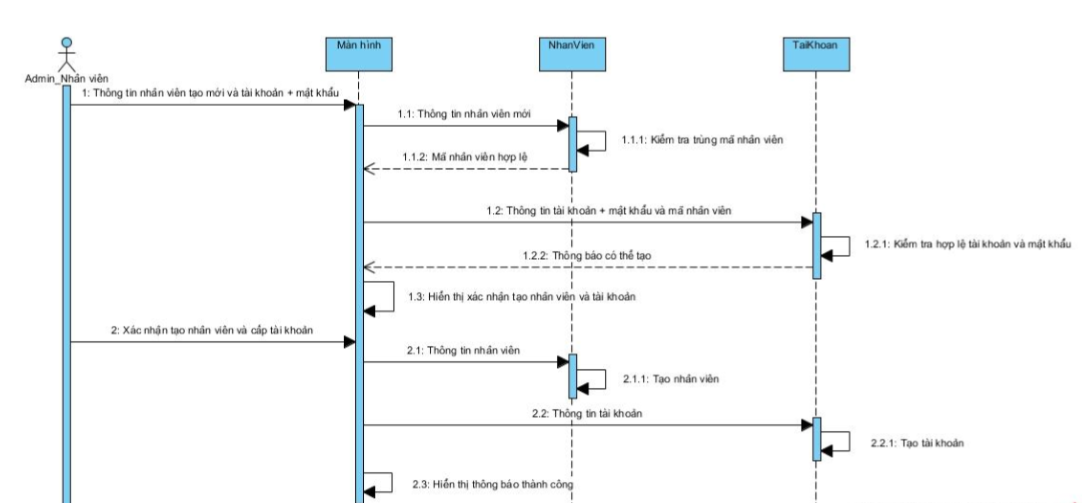 Màn hình
NhanVien
TaiKhoan
Admin_Nhân viên
1: Thông tin nhân viên tạo mới và tài khoản + mật khẩu
1.1: Thông tin nhân viên mới
1.1.1: Kiểm tra trùng mã nhân viên
1.1.2: Mã nhân viên hợp lệ
1.2: Thông tin tài khoản + mật khẩu và mã nhân viên
1.2.1: Kiểm tra hợp lệ tài khoản và mật khẩu
1.2.2: Thông báo có thể tạo
1.3: Hiển thị xác nhận tạo nhân viên và tài khoản
2: Xác nhận tạo nhân viên và cấp tài khoản
2.1: Thông tin nhân viên
2.1.1: Tạo nhân viên
2.2: Thông tin tài khoản
2.2.1: Tạo tài khoản
2.3: Hiển thị thông báo thành công